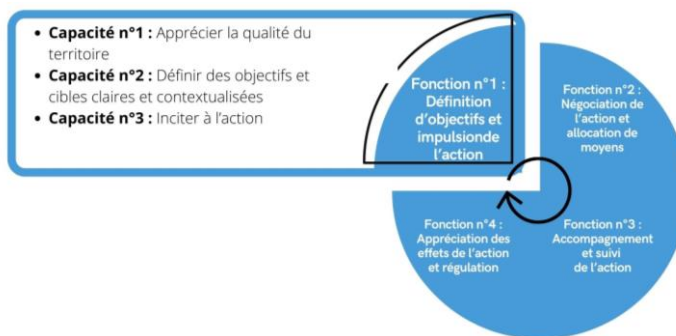 • Capacité n°1 : Apprécier la qualité du
territoire
• Capacité n°2 : Définir des objectifs et
cibles claires et contextualisées
• Capacité n°3 : Inciter à l'action
Fonction n°1 :
Définition
d'objectifs et
impulsionde
l'action
Fonction n°2 :
Négociation de
l'action et
allocation de
moyens
Fonction n°4 :
Appréciation des
effets de l'action
et régulation
Fonction n°3 :
Accompagnement
et suivi
de l'action